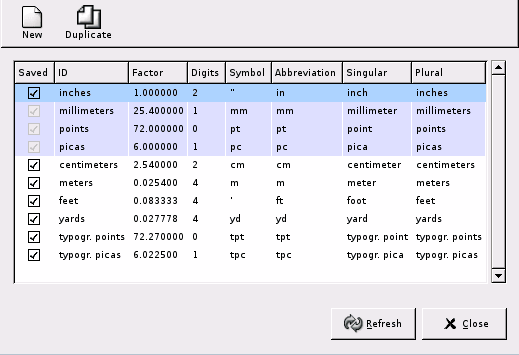 New Duplicate
Saved ID Factor Digits Symbol Abbreviation Singular Plural
inches 1.000000 2 " in inch inches
millimeters 25.400000 1 mm mm millimeter millimeters
points 72.000000 0 pt pt point points
picas 6.000000 1 pc pc pica picas
centimeters 2.540000 2 cm cm centimeter centimeters
meters 0.025400 4 m m meter meters
feet 0.083333 4 ' ft foot feet
yards 0.027778 4 yd yd yard yards
typogr. points 72.270000 0 tpt tpt typogr. point typogr. points
typogr. picas 6.022500 1 tpc tpc typogr. pica typogr. picas
Refresh Close